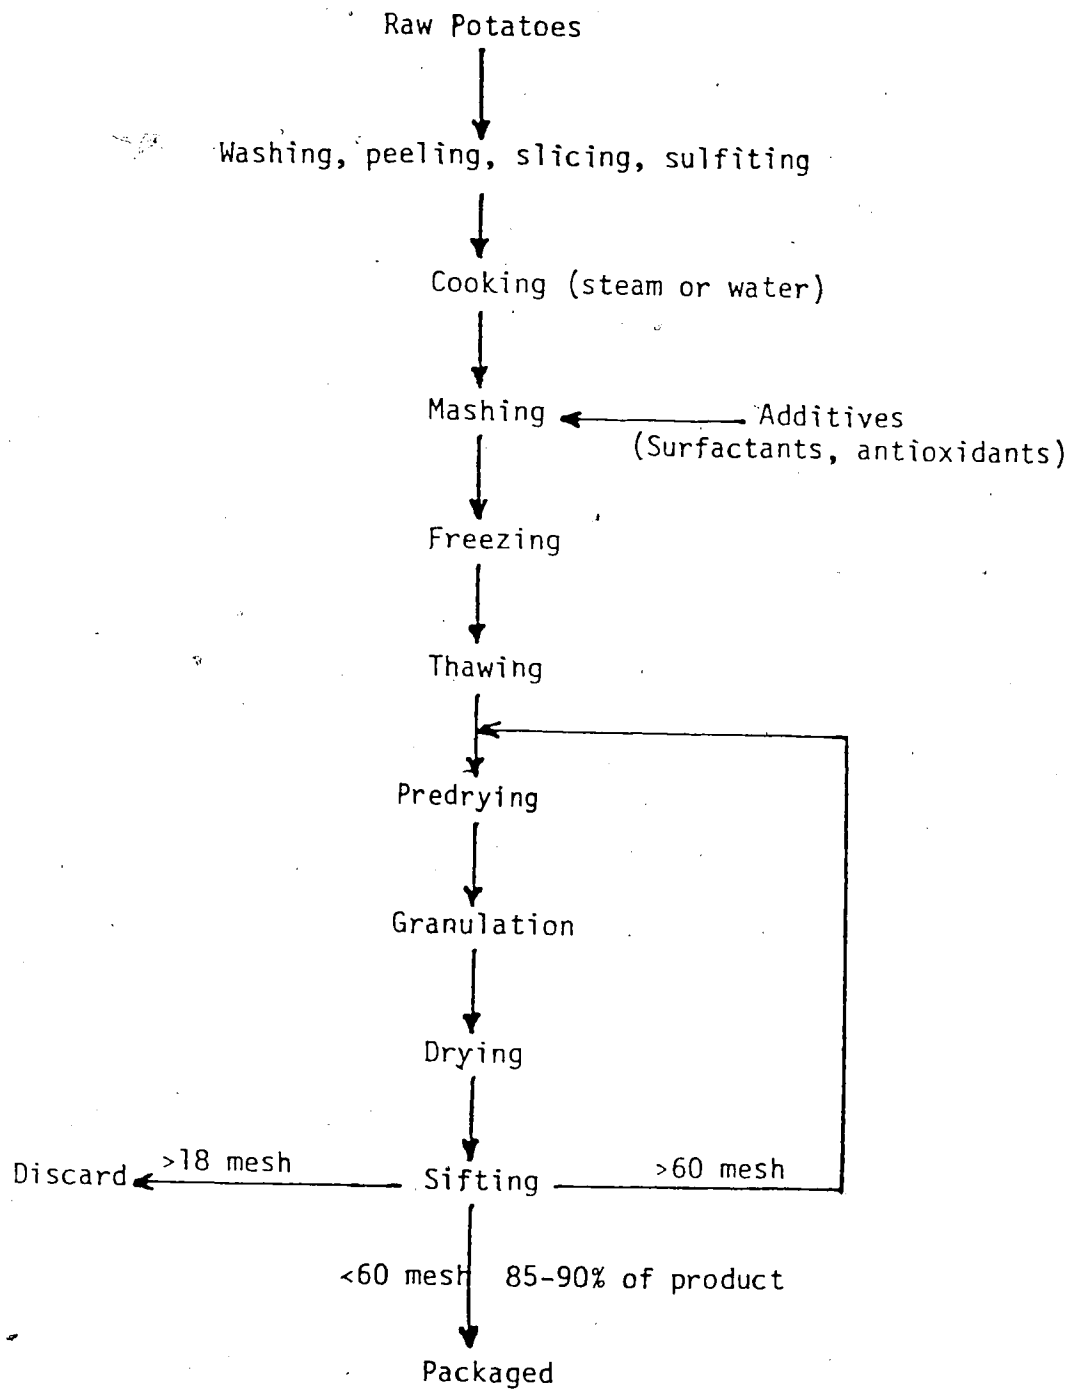 Raw Potatoes
Washing, peeling, slicing, sulfiting
Cooking (steam or water)
Mashing
Additives
(Surfactants, antioxidants)
Freezing
Thawing
Predrying
Granulation
Drying
Discard
>18 mesh
Sifting
>60 mesh
<60 mesh
85-90% of product
Packaged